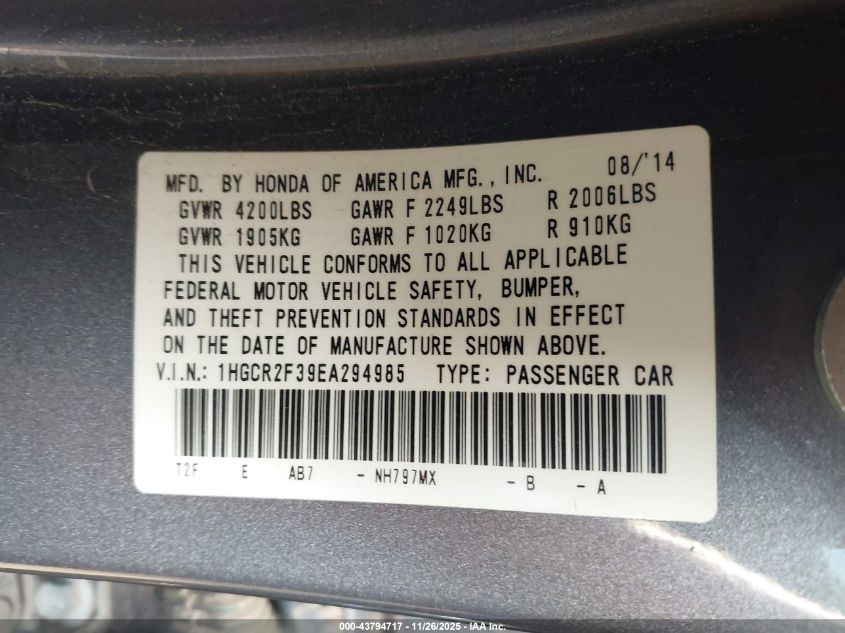 MFD. BY HONDA OF AMERICA MFG., INC. 08/'14
GVWR 4200LBS GAWR F 2249LBS R 2006LBS
GVWR 1905KG GAWR F 1020KG R 910KG
THIS VEHICLE CONFORMS TO ALL APPLICABLE
FEDERAL MOTOR VEHICLE SAFETY, BUMPER,
AND THEFT PREVENTION STANDARDS IN EFFECT
ON THE DATE OF MANUFACTURE SHOWN ABOVE.
V.I.N.: 1HGCR2F39EA294985 TYPE: PASSENGER CAR
T2F E AB7 - NH797MX - B - A
000-43794717 - 11/26/2025 - IAA Inc.